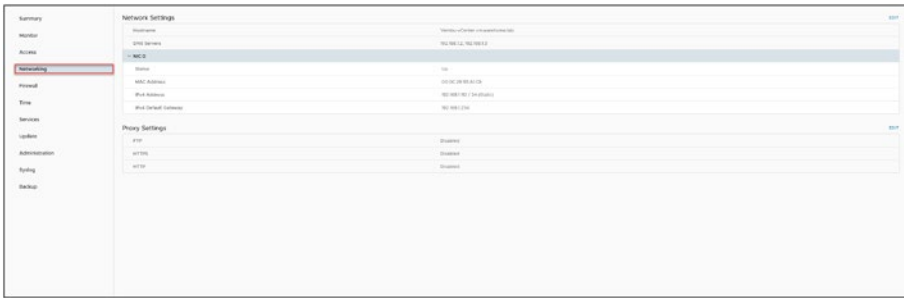 Summary
Monitor
Access
Networking
Firewall
Time
Services
Update
Administration
Syslog
Backup
Network Settings
EDIT
Hostname
DNS Servers
NIC 0
Status
MAC Address
IPv4 Address
IPv4 Default Gateway
Proxy Settings
EDIT
FTP
Disabled
HTTPS
Disabled
HTTP
Disabled